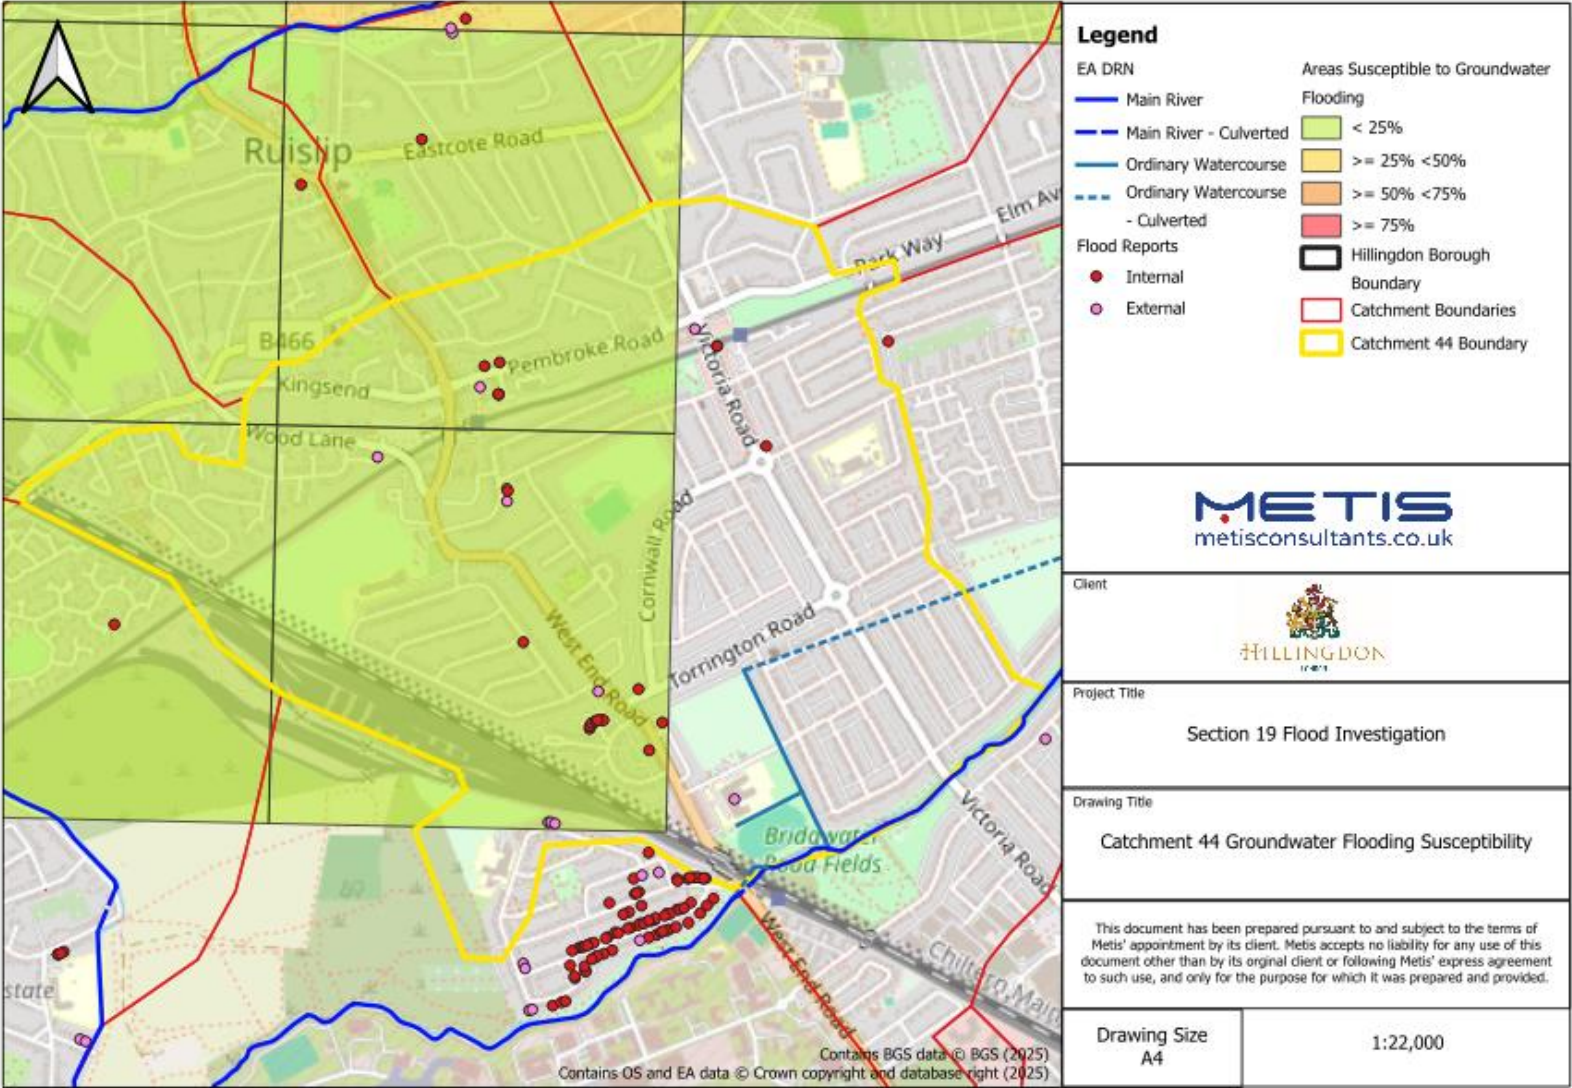 Ruislip
Eastcote Road
Elm Av
Park Way
B466
Pembroke Road
Kingsend
Victoria Road
Wood Lane
Cornwall Road
West End Road
Torrington Road
Bridgwater
Road Fields
Victoria Road
West End Road
Chiltern Main
state
Contains BGS data © BGS (2025)
Contains OS and EA data © Crown copyright and database right (2025)
Legend
EA DRN
Main River
Main River - Culverted
Ordinary Watercourse
Ordinary Watercourse
- Culverted
Flood Reports
Internal
External
Areas Susceptible to Groundwater
Flooding
< 25%
>= 25% <50%
>= 50% <75%
>= 75%
Hillingdon Borough
Boundary
Catchment Boundaries
Catchment 44 Boundary
METIS
metisconsultants.co.uk
Client
HILLINGDON
LONDON
Project Title
Section 19 Flood Investigation
Drawing Title
Catchment 44 Groundwater Flooding Susceptibility
This document has been prepared pursuant to and subject to the terms of
Metis' appointment by its client. Metis accepts no liability for any use of this
document other than by its orginal client or following Metis' express agreement
to such use, and only for the purpose for which it was prepared and provided.
Drawing Size
A4
1:22,000